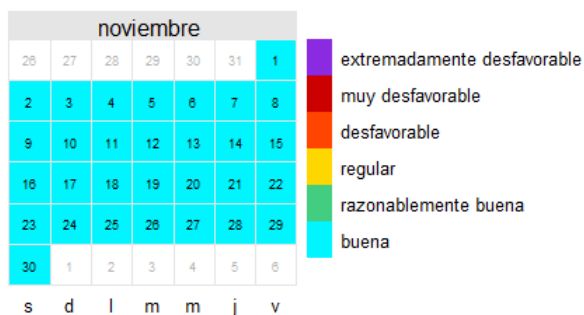 noviembre
26 27 28 29 30 31 1
2 3 4 5 6 7 8
9 10 11 12 13 14 15
16 17 18 19 20 21 22
23 24 25 26 27 28 29
30 1 2 3 4 5 6
s d l m m j v
extremadamente desfavorable
muy desfavorable
desfavorable
regular
razonablemente buena
buena